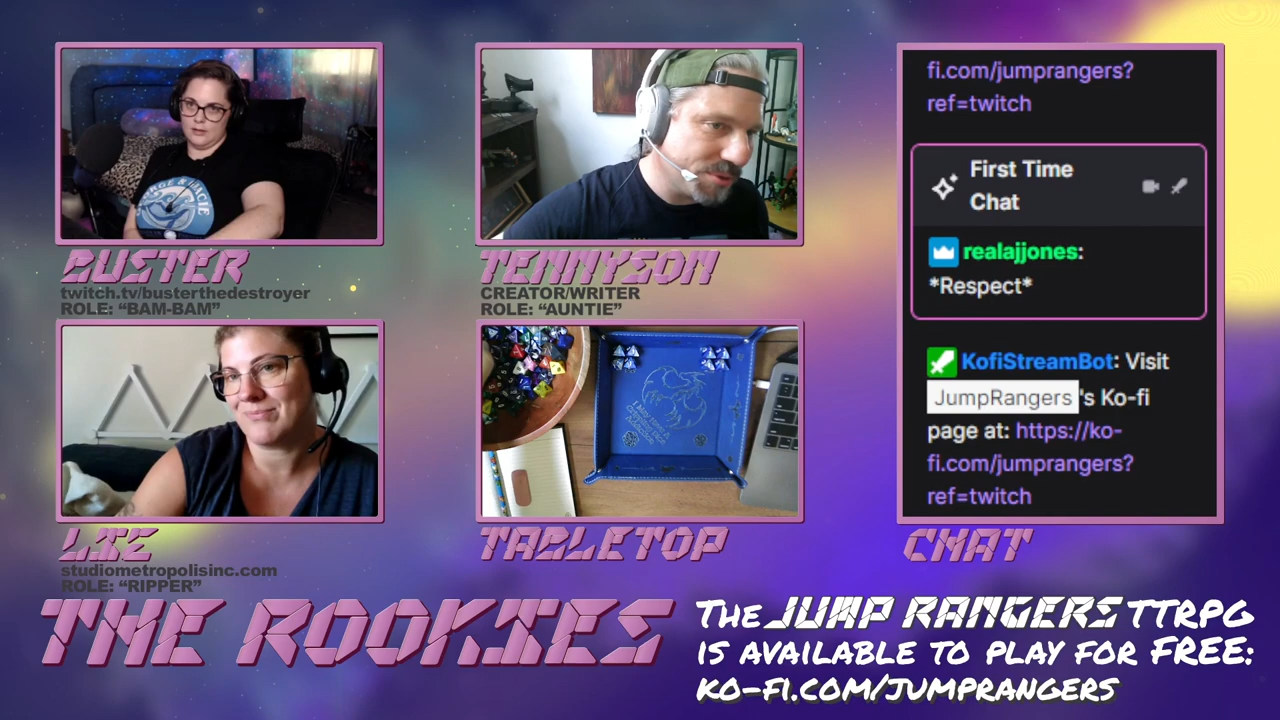 BUSTER
twitch.tv/busterthedestroyer
ROLE: “BAM-BAM”
TENNYSON
CREATOR/WRITER
ROLE: “AUNTIE”
LIZ
studiometropolisinc.com
ROLE: “RIPPER”
TABLETOP
fi.com/jumprangers?
ref=twitch
First Time
Chat
realajjones:
*Respect*
KofiStreamBot: Visit
JumpRangers's Ko-fi
page at: https://ko-
fi.com/jumprangers?
ref=twitch
CHAT
THE ROOKIES
THE JUMP RANGERS TTRPG
IS AVAILABLE TO PLAY FOR FREE:
KO-FI.COM/JUMPRANGERS